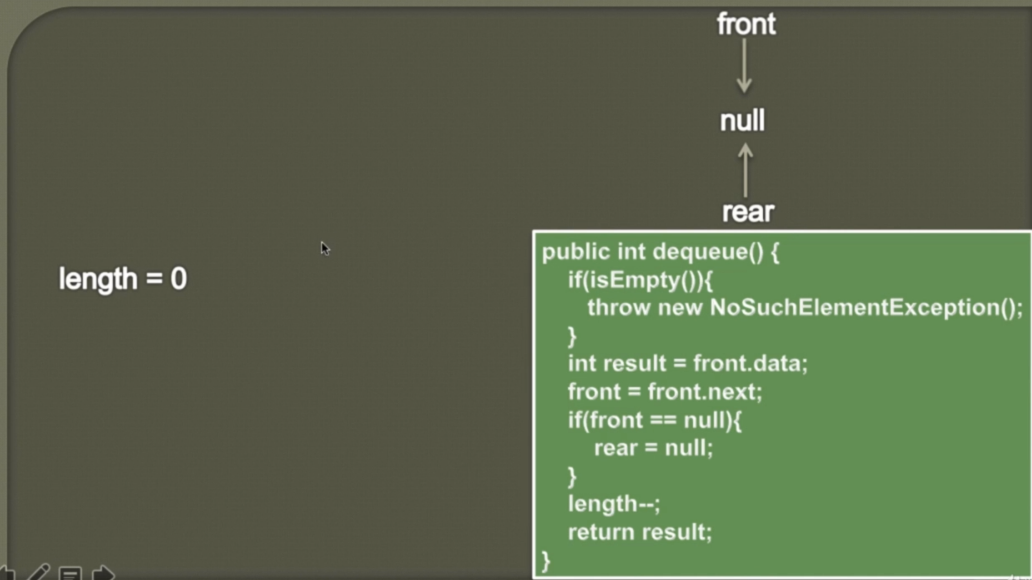 front
null
rear
length = 0
public int dequeue() {
if(isEmpty()){
throw new NoSuchElementException();
}
int result = front.data;
front = front.next;
if(front == null){
rear = null;
}
length--;
return result;
}